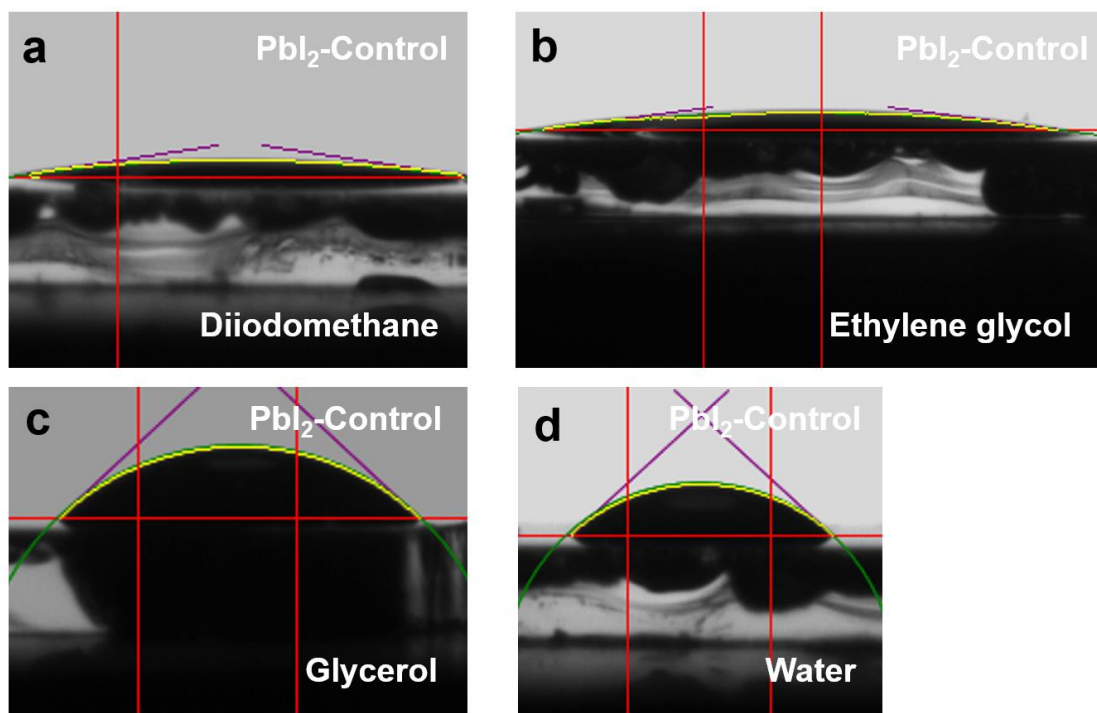 a
PbI₂-Control
Diiodomethane
b
PbI₂-Control
Ethylene glycol
c
PbI₂-Control
Glycerol
d
PbI₂-Control
Water